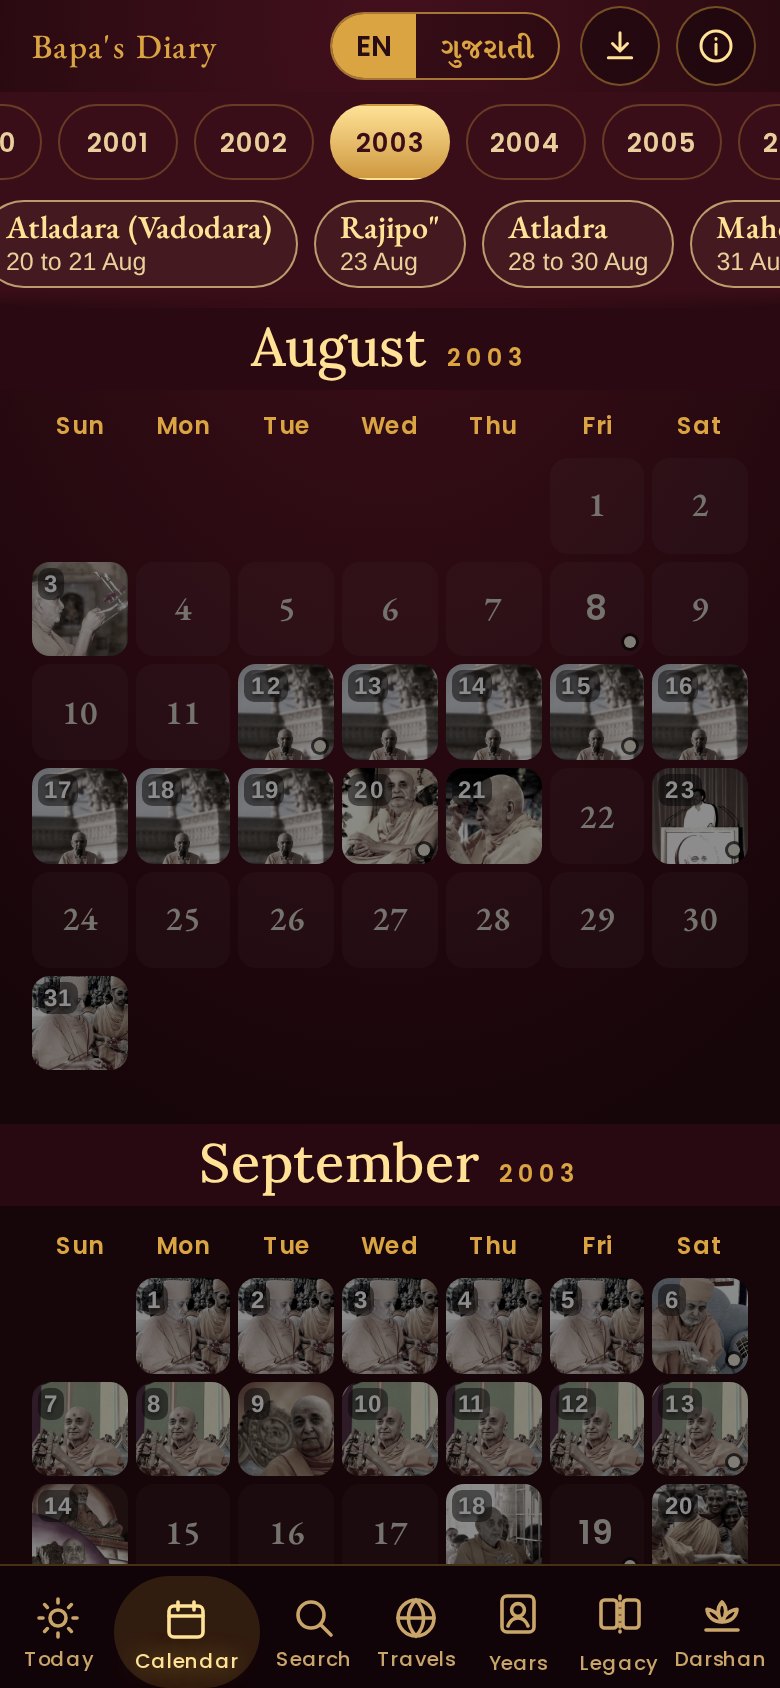 Bapa's Diary EN ગુજરાતી
0 2001 2002 2003 2004 2005 2
Atladara (Vadodara) Rajipo" Atladra Mah
20 to 21 Aug 23 Aug 28 to 30 Aug 31 Au
August 2003
Sun Mon Tue Wed Thu Fri Sat
1 2
3 4 5 6 7 8 9
10 11 12 13 14 15 16
17 18 19 20 21 22 23
24 25 26 27 28 29 30
31
September 2003
Sun Mon Tue Wed Thu Fri Sat
1 2 3 4 5 6
7 8 9 10 11 12 13
14 15 16 17 18 19 20
Today Calendar Search Travels Years Legacy Darshan